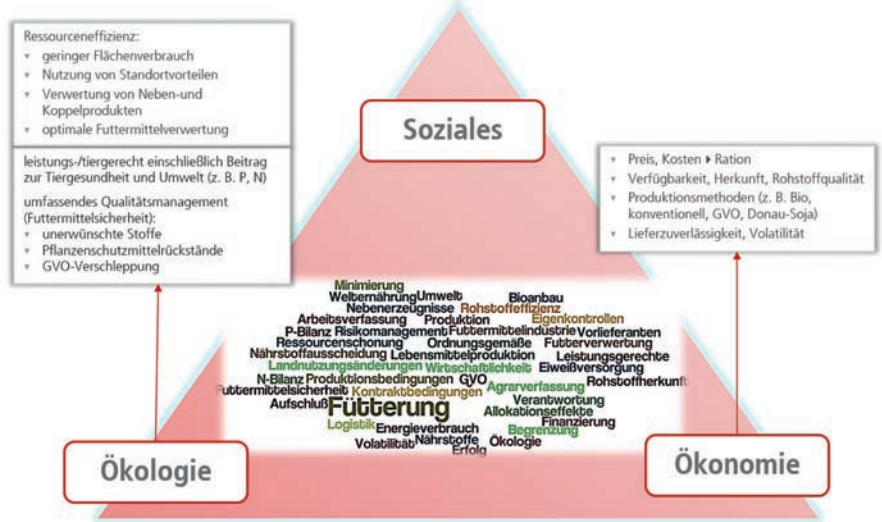 Ressourceneffizienz:
geringer Flächenverbrauch
Nutzung von Standortvorteilen
Verwertung von Neben-und
Koppelprodukten
optimale Futtermittelverwertung
leistungs-/tiergerecht einschließlich Beitrag
zur Tiergesundheit und Umwelt (z. B. P, N)
umfassendes Qualitätsmanagement
(Futtermittelsicherheit):
unerwünschte Stoffe
Pflanzenschutzmittelrückstände
GVO-Verschleppung
Soziales
Preis, Kosten ▸ Ration
Verfügbarkeit, Herkunft, Rohstoffqualität
Produktionsmethoden (z. B. Bio,
konventionell, GVO, Donau-Soja)
Lieferzuverlässigkeit, Volatilität
Minimierung
Welternährung Umwelt Bioanbau
Nebenerzeugnisse Rohstoffeffizienz
Arbeitsverfassung Produktion Eigenkontrollen
P-Bilanz Risikomanagement Futtermittelindustrie Vorlieferanten
Ressourcenschonung Ordnungsgemäße Futterverwertung
Nährstoffausscheidung Lebensmittelproduktion Leistungsgerechte
Landnutzungsänderungen Wirtschaftlichkeit Eiweißversorgung
N-Bilanz Produktionsbedingungen GVO Agrarverfassung Rohstoffherkunft
Futtermittelsicherheit Kontraktbedingungen Verantwortung
Aufschluß Fütterung Allokationseffekte
Logistik Energieverbrauch Begrenzung Finanzierung
Volatilität Nährstoffe Ökologie
Erfolg
Ökologie
Ökonomie